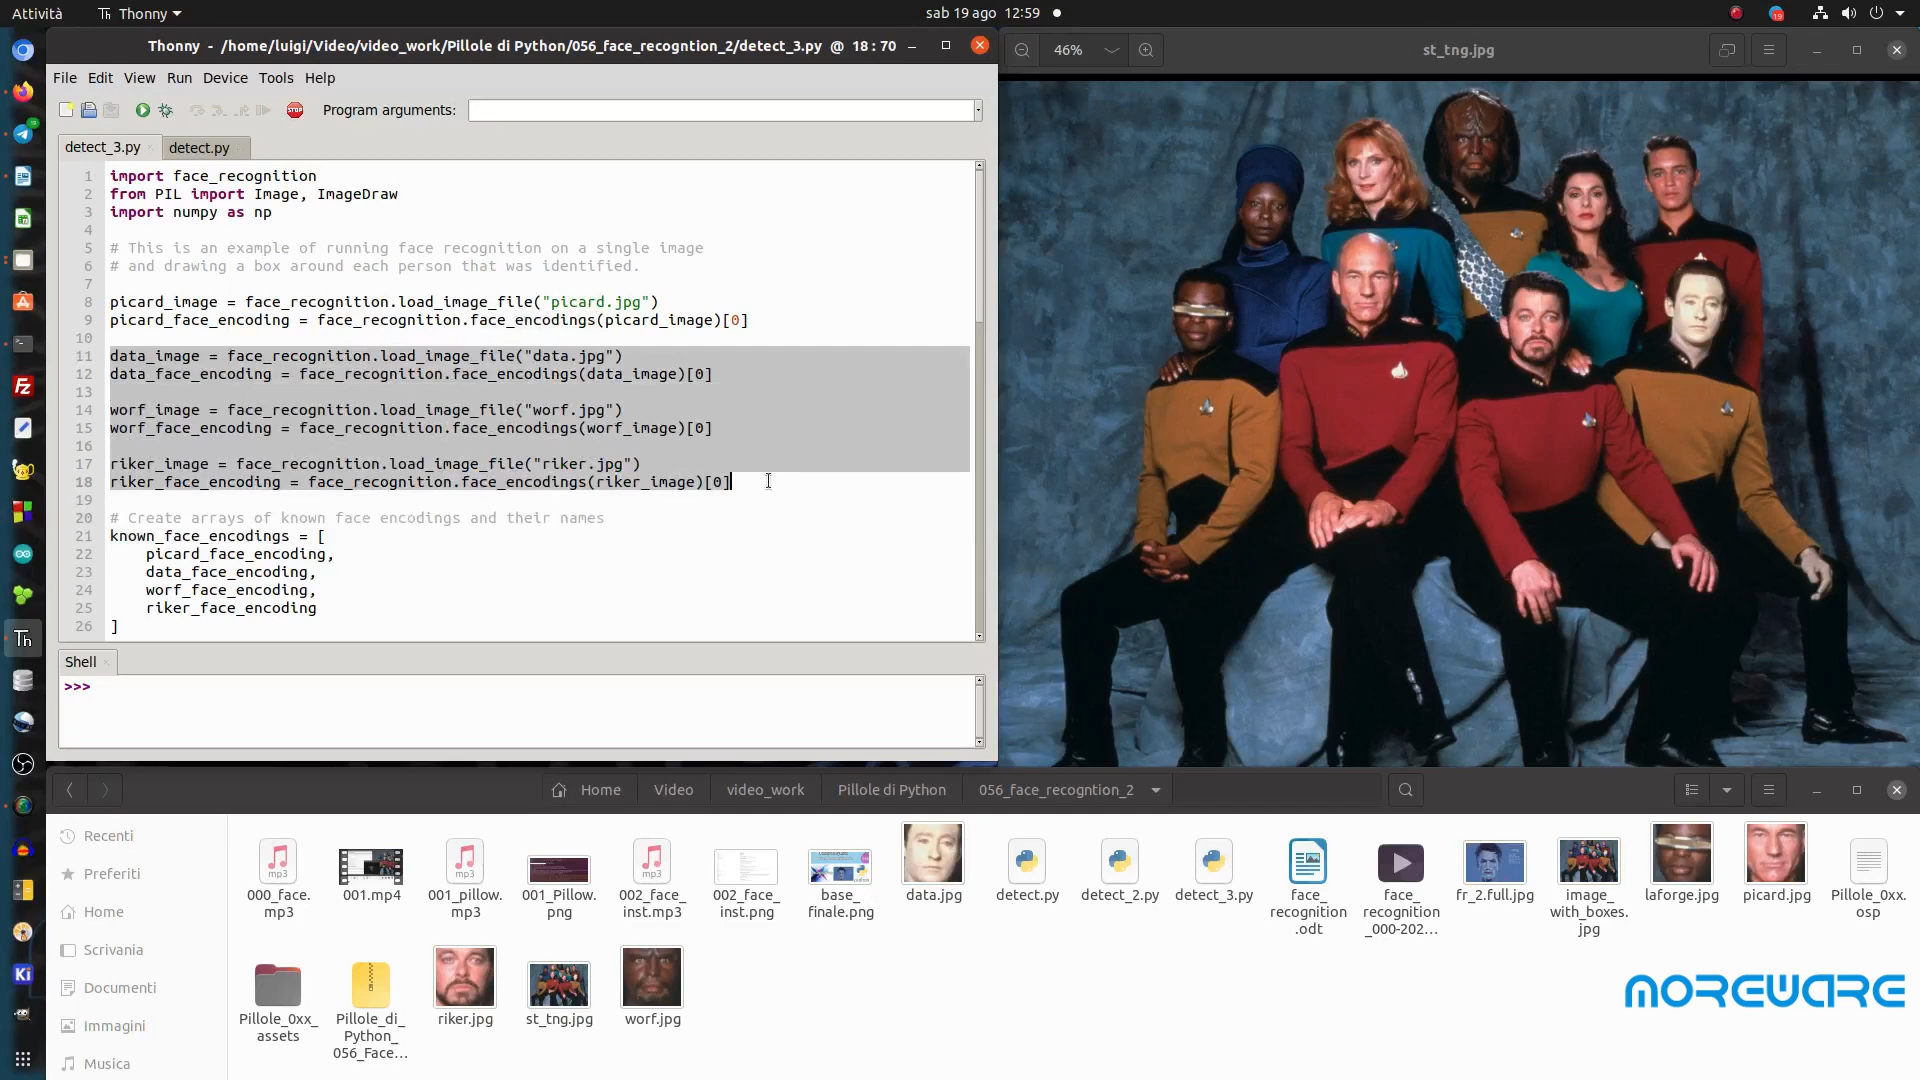 Attività
Thonny
sab 19 ago 12:59
19
Thonny - /home/luigi/Video/video_work/Pillole di Python/056_face_recogntion_2/detect_3.py @ 18:70
File Edit View Run Device Tools Help
STOP
Program arguments:
detect_3.py
detect.py
1 import face_recognition
2 from PIL import Image, ImageDraw
3 import numpy as np
4
5 # This is an example of running face recognition on a single image
6 # and drawing a box around each person that was identified.
7
8 picard_image = face_recognition.load_image_file("picard.jpg")
9 picard_face_encoding = face_recognition.face_encodings(picard_image)[0]
10
11 data_image = face_recognition.load_image_file("data.jpg")
12 data_face_encoding = face_recognition.face_encodings(data_image)[0]
13
14 worf_image = face_recognition.load_image_file("worf.jpg")
15 worf_face_encoding = face_recognition.face_encodings(worf_image)[0]
16
17 riker_image = face_recognition.load_image_file("riker.jpg")
18 riker_face_encoding = face_recognition.face_encodings(riker_image)[0]
19
20 # Create arrays of known face encodings and their names
21 known_face_encodings = [
22 picard_face_encoding,
23 data_face_encoding,
24 worf_face_encoding,
25 riker_face_encoding
26 ]
Shell
>>>
46%
st_tng.jpg
Th
Fz
Ki
Home
Video
video_work
Pillole di Python
056_face_recogntion_2
Recenti
Preferiti
Home
Scrivania
Documenti
Immagini
Musica
mp3
000_face.
mp3
001.mp4
mp3
001_pillow.
mp3
001_Pillow.
png
mp3
002_face_
inst.mp3
002_face_
inst.png
base_
finale.png
data.jpg
detect.py
detect_2.py
detect_3.py
face_
recognition
.odt
face_
recognition
_000-202...
fr_2.full.jpg
image_
with_boxes.
jpg
laforge.jpg
picard.jpg
Pillole_0xx.
osp
Pillole_0xx_
assets
Pillole_di_
Python_
056_Face...
riker.jpg
st_tng.jpg
worf.jpg
MOREWARE